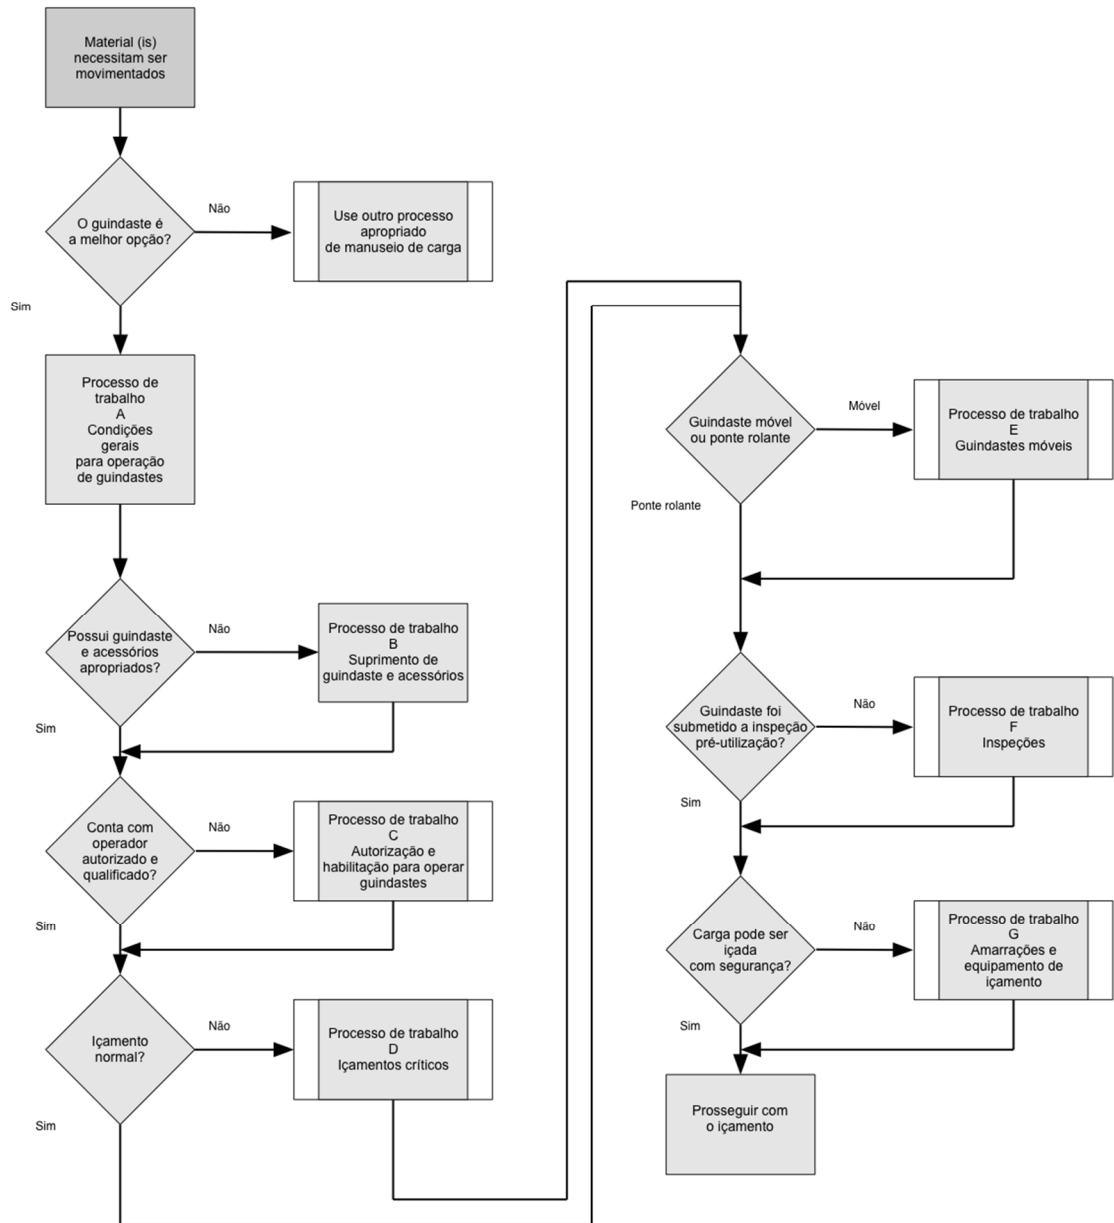 Material (is)
necessitam ser
movimentados
O guindaste é
a melhor opção?
Não
Use outro processo
apropriado
de manuseio de carga
Sim
Processo de
trabalho
A
Condições
gerais
para operação
de guindastes
Possui guindaste
e acessórios
apropriados?
Não
Processo de trabalho
B
Suprimento de
guindaste e acessórios
Sim
Conta com
operador
autorizado e
qualificado?
Não
Processo de trabalho
C
Autorização e
habilitação para operar
guindastes
Sim
Içamento
normal?
Não
Processo de trabalho
D
Içamentos críticos
Sim
Guindaste móvel
ou ponte rolante
Móvel
Processo de trabalho
E
Guindastes móveis
Ponte rolante
Guindaste foi
submetido a inspeção
pré-utilização?
Não
Processo de trabalho
F
Inspeções
Sim
Carga pode ser
içada
com segurança?
Não
Processo de trabalho
G
Amarrações e
equipamento de
içamento
Sim
Prosseguir com
o içamento